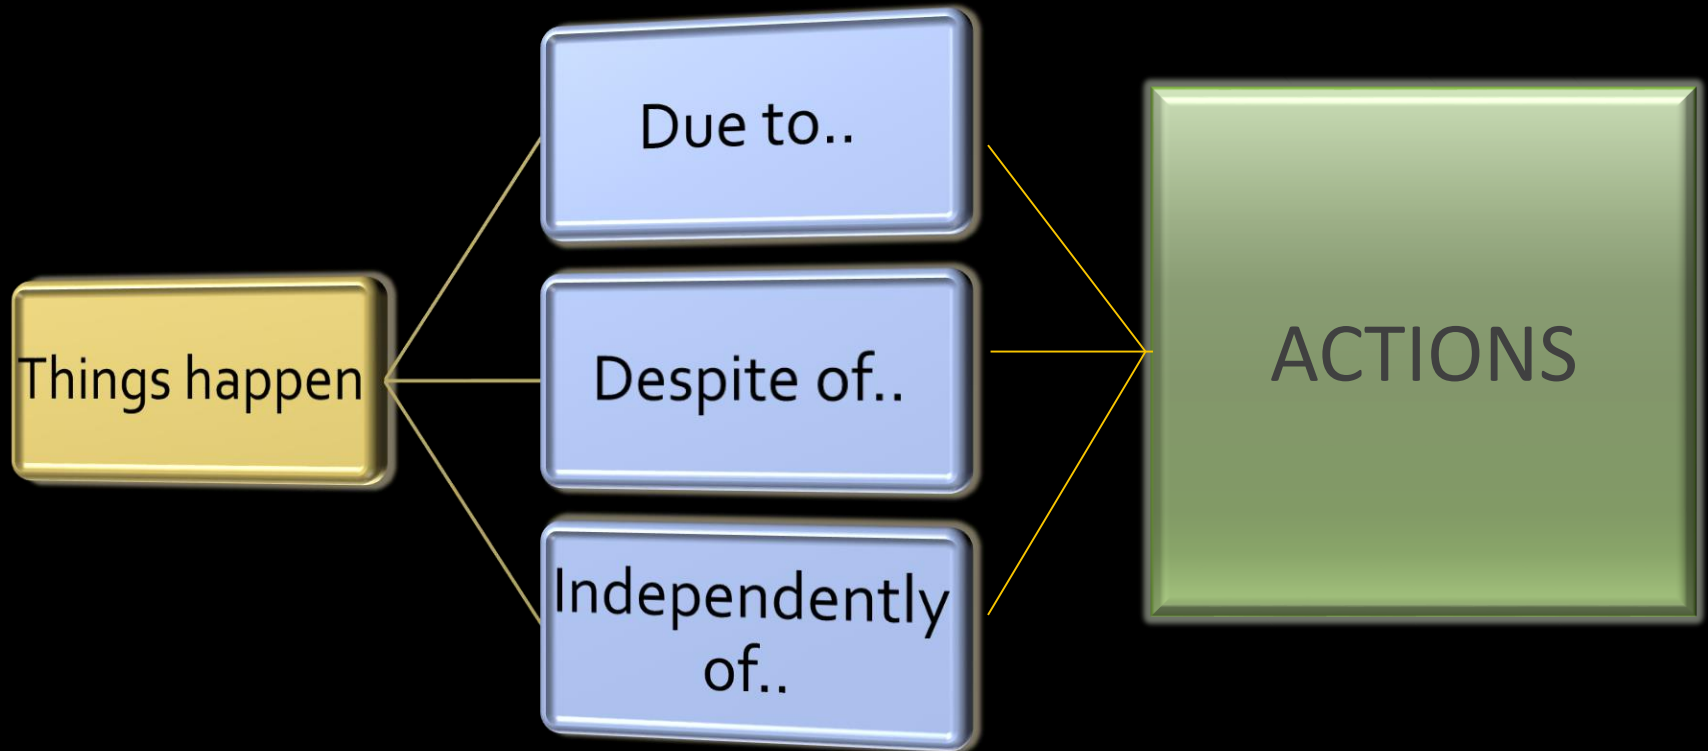 Due to..
Things happen
Despite of..
ACTIONS
Independently
of..